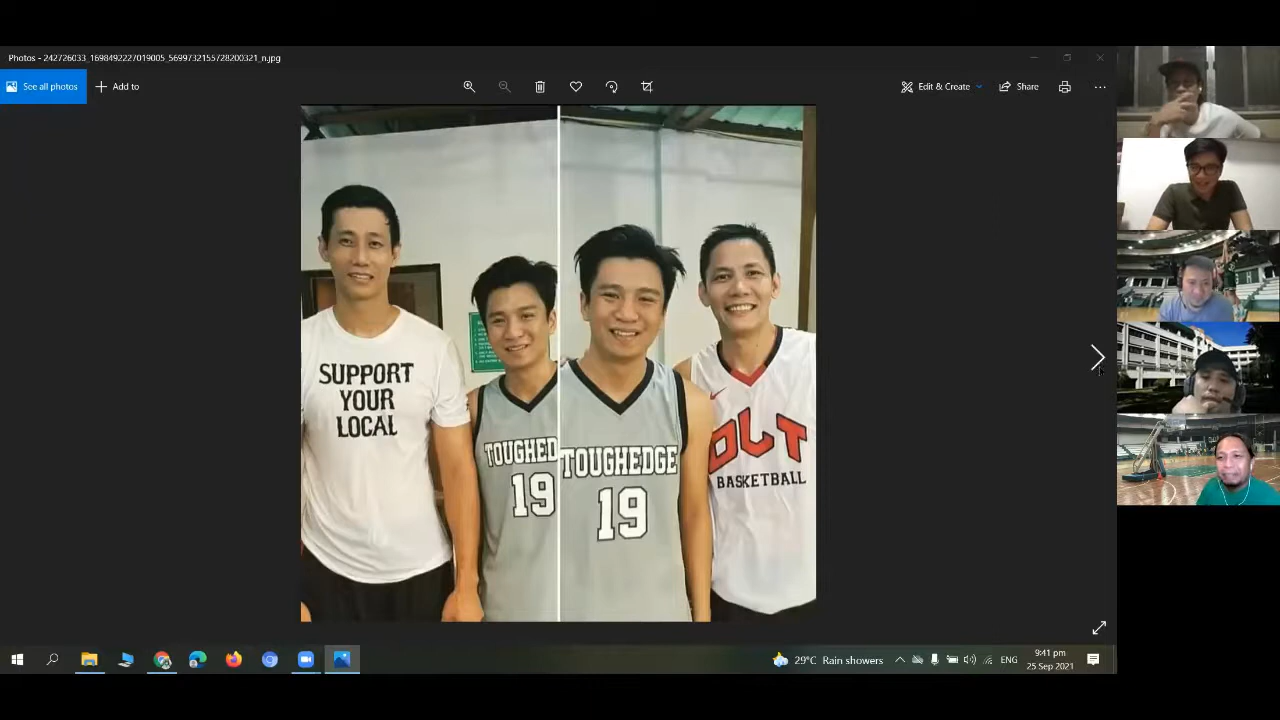 Photos - 242726033_1698492227019005_5699732155728200321_n.jpg
See all photos
Add to
Edit & Create
Share
SUPPORT
YOUR
LOCAL
TOUGHED
19
TOUGHEDGE
19
OLT
BASKETBALL
29°C Rain showers
ENG
9:41 pm
25 Sep 2021